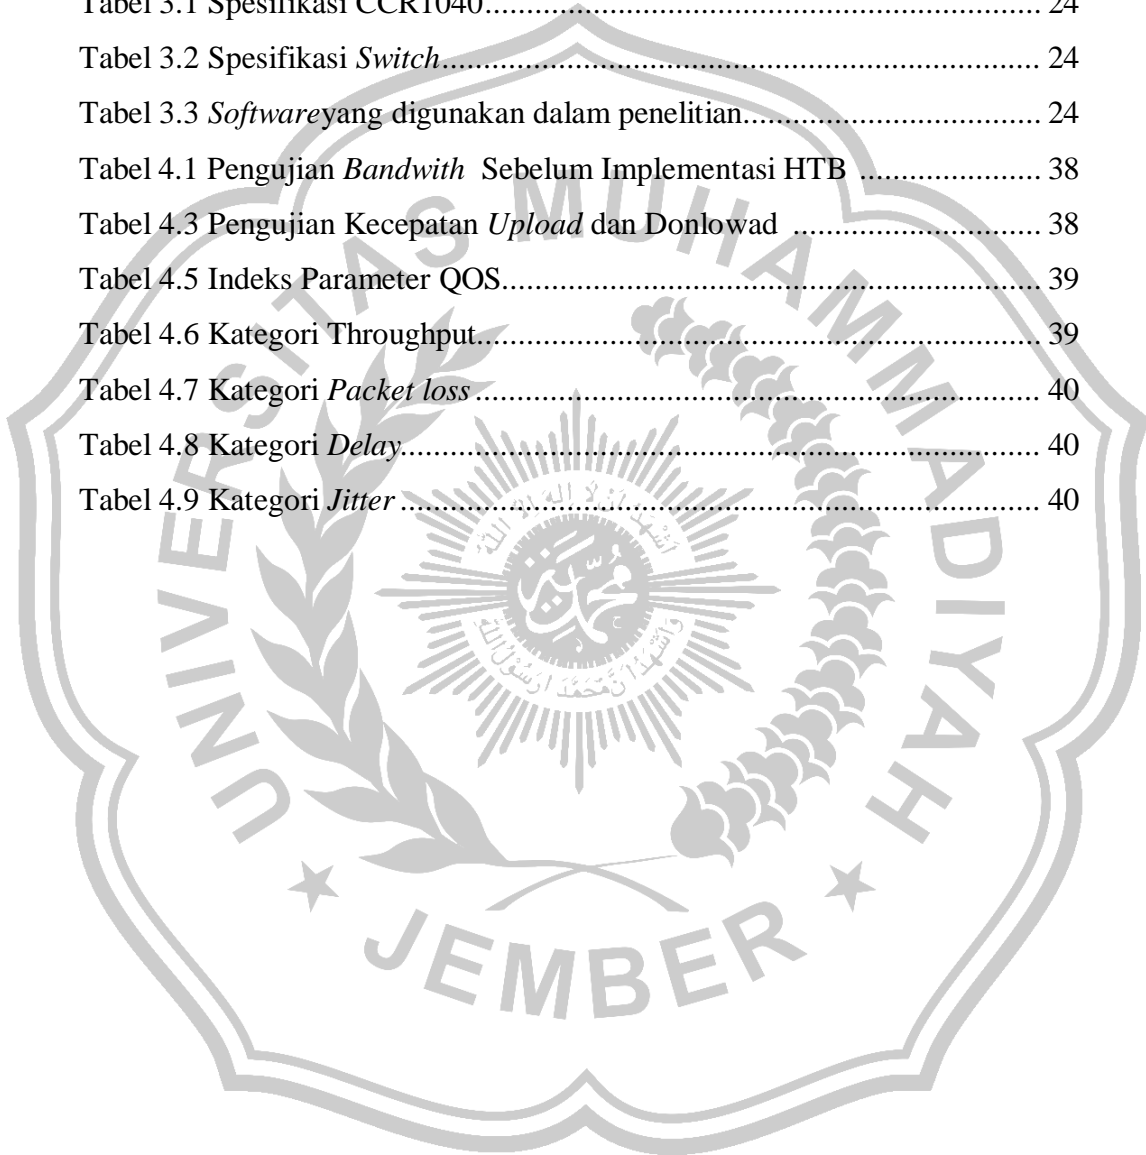 Tabel 3.1 Spesifikasi CCR1040........................................................ 24
Tabel 3.2 Spesifikasi Switch............................................................ 24
Tabel 3.3 Softwareyang digunakan dalam penelitian.............................. 24
Tabel 4.1 Pengujian Bandwith Sebelum Implementasi HTB .................. 38
Tabel 4.3 Pengujian Kecepatan Upload dan Donlowad ......................... 38
Tabel 4.5 Indeks Parameter QOS...................................................... 39
Tabel 4.6 Kategori Throughput........................................................ 39
Tabel 4.7 Kategori Packet loss ........................................................ 40
Tabel 4.8 Kategori Delay................................................................ 40
Tabel 4.9 Kategori Jitter ................................................................ 40
UNIVERSITAS MUHAMMADIYAH
JEMBER